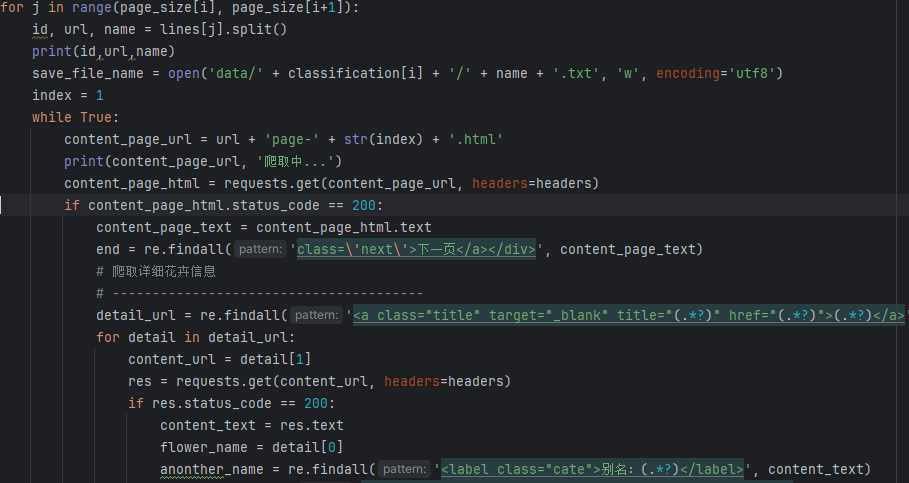 for j in range(page_size[i], page_size[i+1]):
id, url, name = lines[j].split()
print(id,url,name)
save_file_name = open('data/' + classification[i] + '/' + name + '.txt', 'w', encoding='utf8')
index = 1
while True:
content_page_url = url + 'page-' + str(index) + '.html'
print(content_page_url, '爬取中...')
content_page_html = requests.get(content_page_url, headers=headers)
if content_page_html.status_code == 200:
content_page_text = content_page_html.text
end = re.findall( pattern: 'class=\'next\'>下一页</a></div>', content_page_text)
# 爬取详细花卉信息
# ---------------------------------------
detail_url = re.findall( pattern: '<a class="title" target="_blank" title="(.*?)" href="(.*?)">(.*?)</a>'
for detail in detail_url:
content_url = detail[1]
res = requests.get(content_url, headers=headers)
if res.status_code == 200:
content_text = res.text
flower_name = detail[0]
anonther_name = re.findall( pattern: '<label class="cate">别名：(.*?)</label>', content_text)